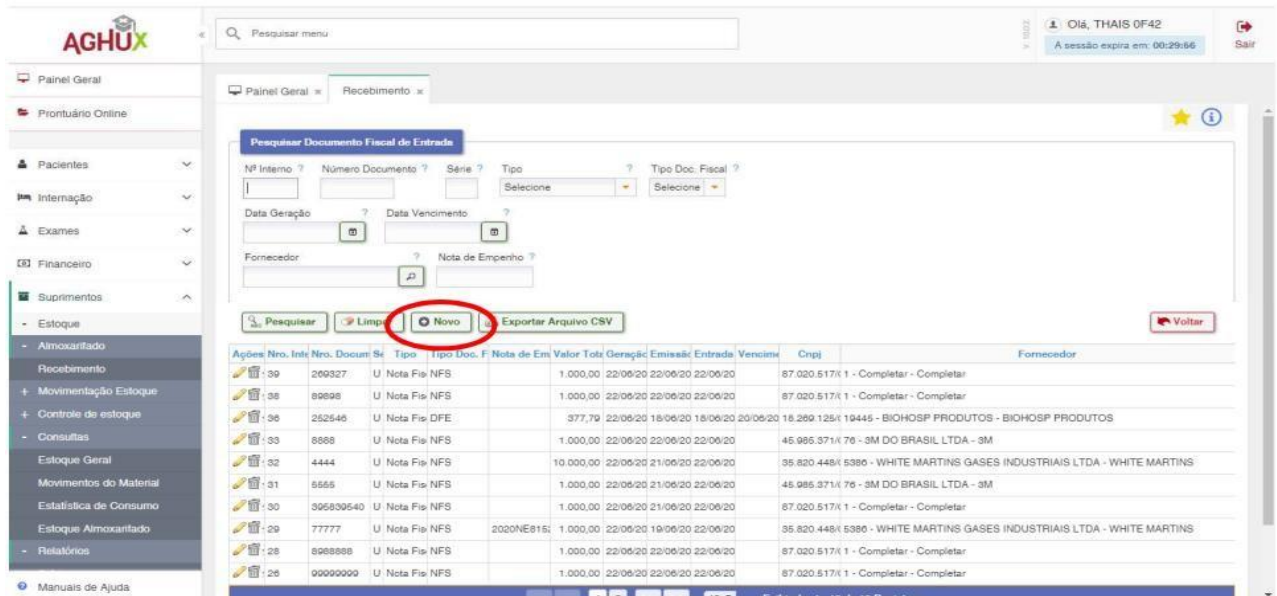 AGHUX
Pesquisar menu
Olá, THAIS 0F42
A sessão expira em: 00:29:56
Sair
Painel Geral
Prontuário Online
Pacientes
Internação
Exames
Financeiro
Suprimentos
- Estoque
- Almoxarifado
Recebimento
+ Movimentação Estoque
+ Controle de estoque
- Consultas
Estoque Geral
Movimentos do Material
Estatística de Consumo
Estoque Almoxarifado
- Relatórios
Manuais de Ajuda
Painel Geral × Recebimento ×
Pesquisar Documento Fiscal de Entrada
Nº Interno ? Número Documento ? Série ? Tipo ? Tipo Doc. Fiscal ?
Selecione Selecione
Data Geração ? Data Vencimento ?
Fornecedor ? Nota de Empenho ?
Pesquisar Limpa Novo Exportar Arquivo CSV Voltar
Ações Nro. Inte Nro. Docum Sé Tipo Tipo Doc. F Nota de Em Valor Tota Geração Emissão Entrada Vencime Cnpj Fornecedor
39 269327 U Nota Fis NFS 1.000,00 22/06/20 22/06/20 22/06/20 87.020.517/( 1 - Completar - Completar
38 89898 U Nota Fis NFS 1.000,00 22/06/20 22/06/20 22/06/20 87.020.517/( 1 - Completar - Completar
36 252546 U Nota Fis DFE 377,79 22/06/20 18/06/20 18/06/20 20/06/20 18.269.125/( 19445 - BIOHOSP PRODUTOS - BIOHOSP PRODUTOS
33 8888 U Nota Fis NFS 1.000,00 22/06/20 22/06/20 22/06/20 45.985.371/( 76 - 3M DO BRASIL LTDA - 3M
32 4444 U Nota Fis NFS 10.000,00 22/06/20 21/06/20 22/06/20 35.820.448/( 5386 - WHITE MARTINS GASES INDUSTRIAIS LTDA - WHITE MARTINS
31 5555 U Nota Fis NFS 1.000,00 22/06/20 21/06/20 22/06/20 45.985.371/( 76 - 3M DO BRASIL LTDA - 3M
30 395839540 U Nota Fis NFS 1.000,00 22/06/20 21/06/20 22/06/20 87.020.517/( 1 - Completar - Completar
29 77777 U Nota Fis NFS 2020NE815 1.000,00 22/06/20 19/06/20 22/06/20 35.820.448/( 5386 - WHITE MARTINS GASES INDUSTRIAIS LTDA - WHITE MARTINS
28 8988888 U Nota Fis NFS 1.000,00 22/06/20 22/06/20 22/06/20 87.020.517/( 1 - Completar - Completar
26 99999999 U Nota Fis NFS 1.000,00 22/06/20 22/06/20 22/06/20 87.020.517/( 1 - Completar - Completar